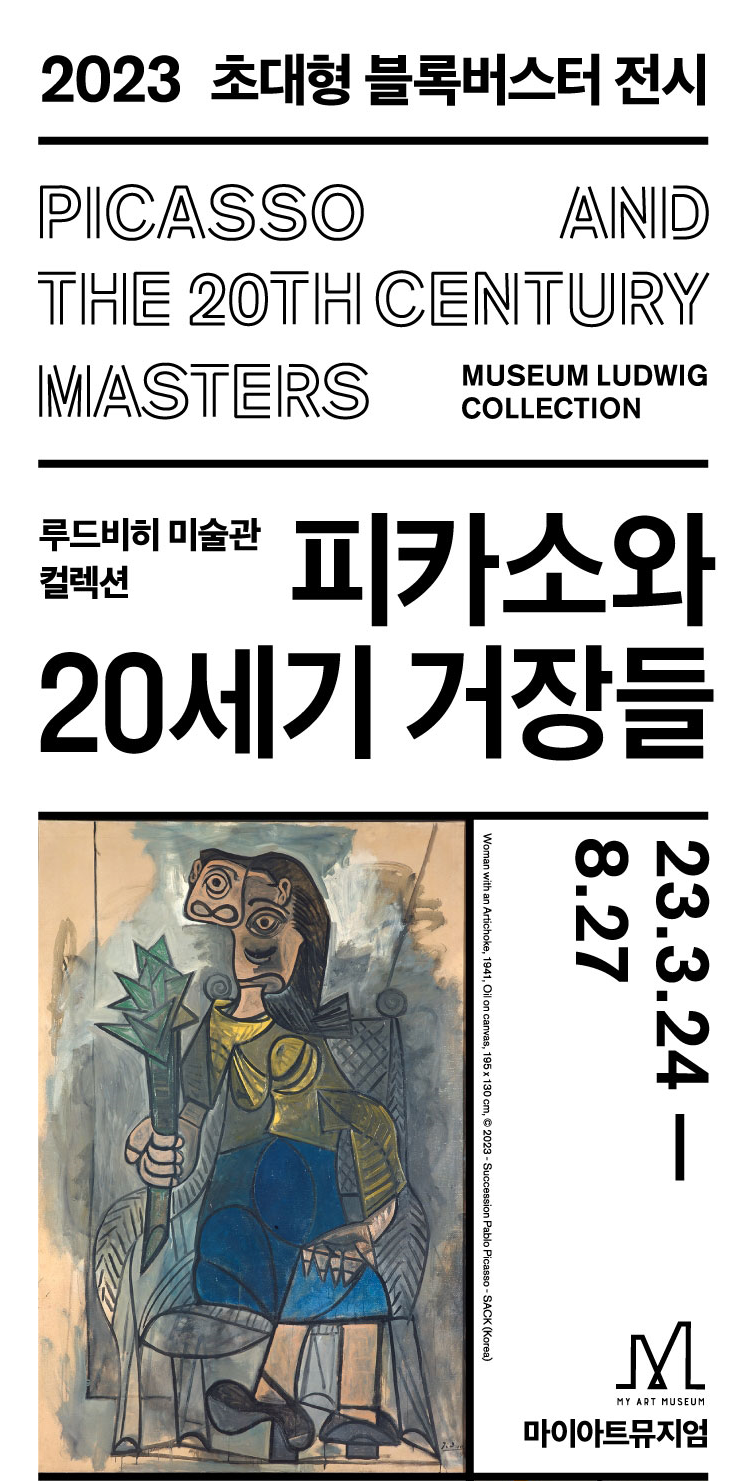 2023 초대형 블록버스터 전시
PICASSO AND
THE 20TH CENTURY
MASTERS
MUSEUM LUDWIG
COLLECTION
루드비히 미술관
컬렉션
피카소와
20세기 거장들
Woman with an Artichoke, 1941, Oil on canvas, 195 x 130 cm, © 2023 - Succession Pablo Picasso - SACK (Korea)
23.3.24 —
8.27
MY ART MUSEUM
마이아트뮤지엄